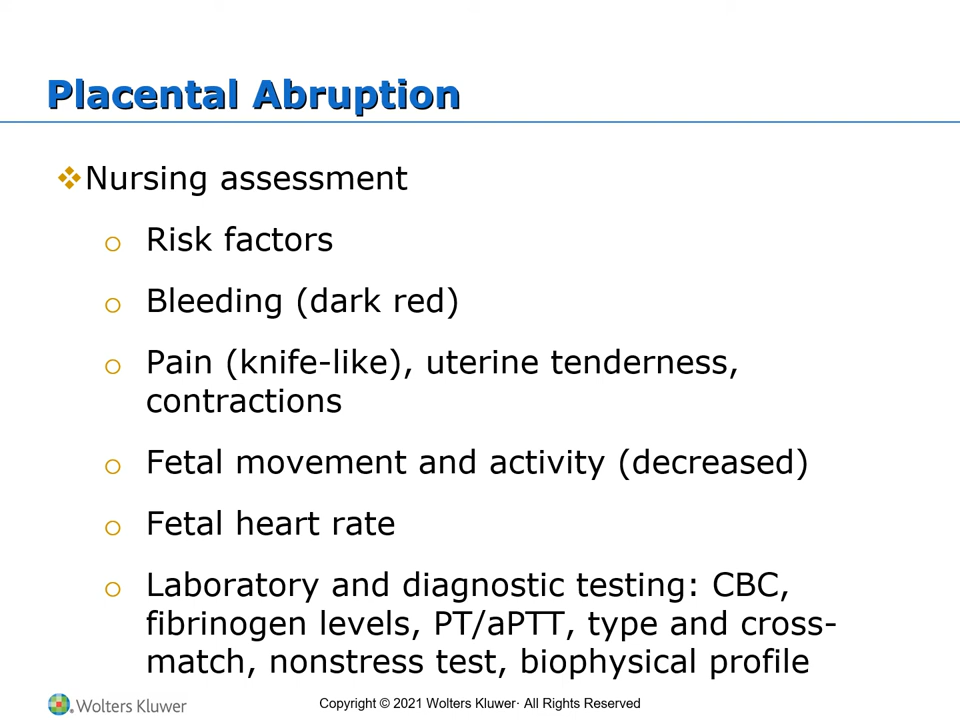 Placental Abruption
❖Nursing assessment
o Risk factors
o Bleeding (dark red)
o Pain (knife-like), uterine tenderness,
contractions
o Fetal movement and activity (decreased)
o Fetal heart rate
o Laboratory and diagnostic testing: CBC,
fibrinogen levels, PT/aPTT, type and cross-
match, nonstress test, biophysical profile
Wolters Kluwer
Copyright © 2021 Wolters Kluwer· All Rights Reserved